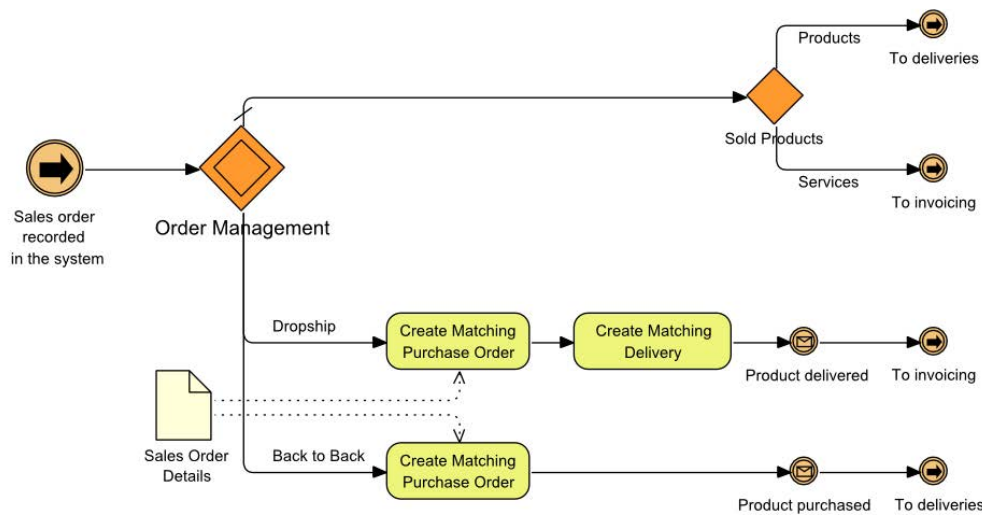 Products
To deliveries
Sold Products
Services
To invoicing
Sales order
recorded
in the system
Order Management
Dropship
Create Matching
Purchase Order
Create Matching
Delivery
Product delivered
To invoicing
Sales Order
Details
Back to Back
Create Matching
Purchase Order
Product purchased
To deliveries